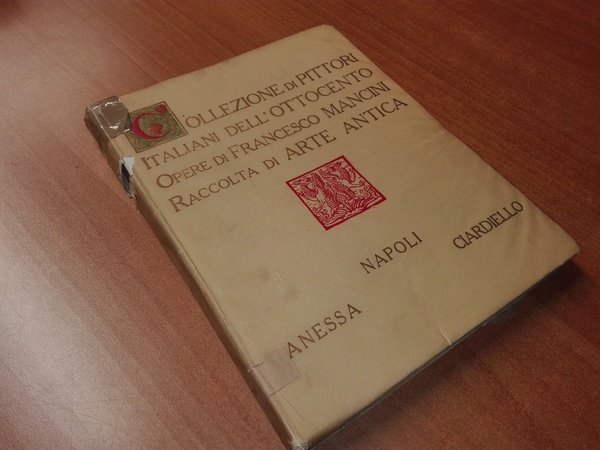 COLLEZIONE DI PITTORI
ITALIANI DELL'OTTOCENTO
OPERE DI FRANCESCO MANCINI
RACCOLTA DI ARTE ANTICA
ANESSA NAPOLI CIARDIELLO